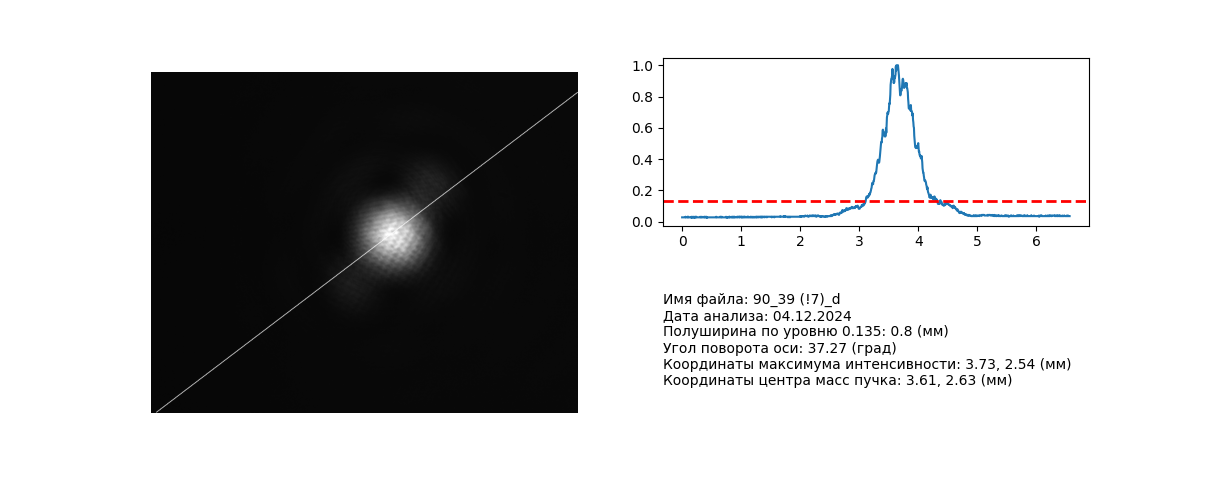 1.0
0.8
0.6
0.4
0.2
0.0
0 1 2 3 4 5 6
Имя файла: 90_39 (!7)_d
Дата анализа: 04.12.2024
Полуширина по уровню 0.135: 0.8 (мм)
Угол поворота оси: 37.27 (град)
Координаты максимума интенсивности: 3.73, 2.54 (мм)
Координаты центра масс пучка: 3.61, 2.63 (мм)